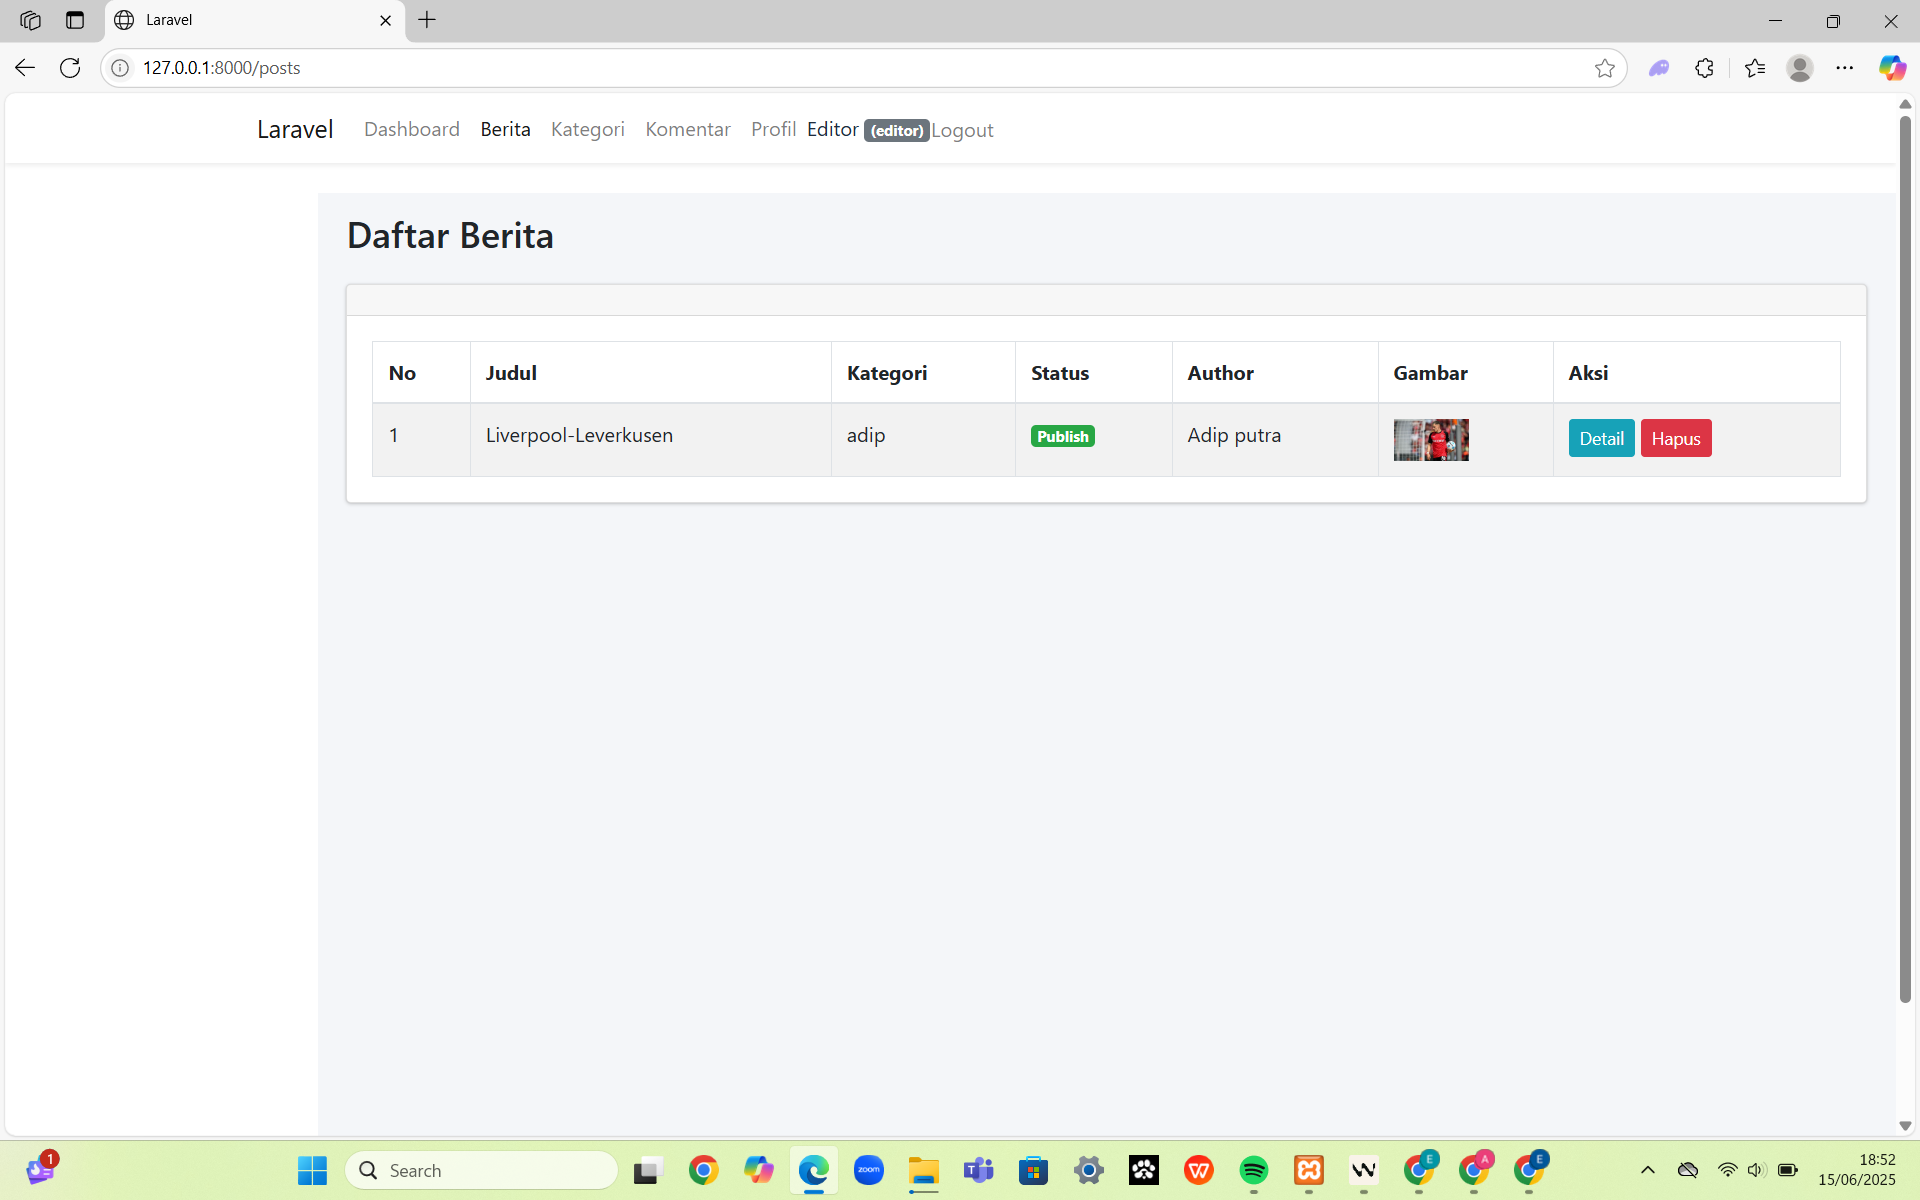 Laravel
127.0.0.1:8000/posts
Laravel Dashboard Berita Kategori Komentar Profil Editor (editor) Logout
Daftar Berita
No Judul Kategori Status Author Gambar Aksi
1 Liverpool-Leverkusen adip Publish Adip putra Detail Hapus
1
Search
zoom
E A E
18:52
15/06/2025